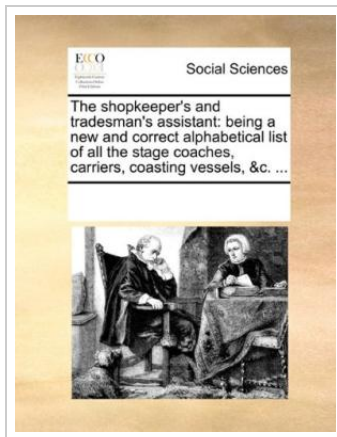 ECCO
Social Sciences
The shopkeeper's and
tradesman's assistant: being a
new and correct alphabetical list
of all the stage coaches,
carriers, coasting vessels, &c. ...